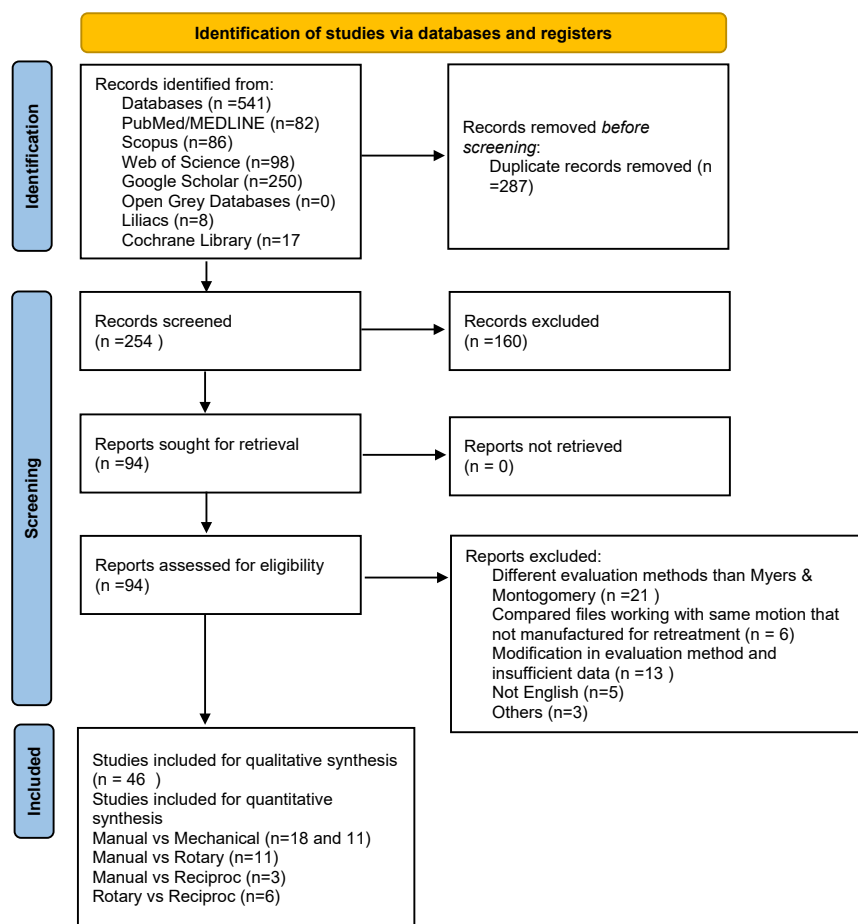 Identification of studies via databases and registers
Identification
Records identified from:
Databases (n =541)
PubMed/MEDLINE (n=82)
Scopus (n=86)
Web of Science (n=98)
Google Scholar (n=250)
Open Grey Databases (n=0)
Liliacs (n=8)
Cochrane Library (n=17
Records removed before
screening:
Duplicate records removed (n
=287)
Screening
Records screened
(n =254 )
Records excluded
(n =160)
Reports sought for retrieval
(n =94)
Reports not retrieved
(n = 0)
Reports assessed for eligibility
(n =94)
Reports excluded:
Different evaluation methods than Myers &
Montogomery (n =21 )
Compared files working with same motion that
not manufactured for retreatment (n = 6)
Modification in evaluation method and
insufficient data (n =13 )
Not English (n=5)
Others (n=3)
Included
Studies included for qualitative synthesis
(n = 46 )
Studies included for quantitative
synthesis
Manual vs Mechanical (n=18 and 11)
Manual vs Rotary (n=11)
Manual vs Reciproc (n=3)
Rotary vs Reciproc (n=6)